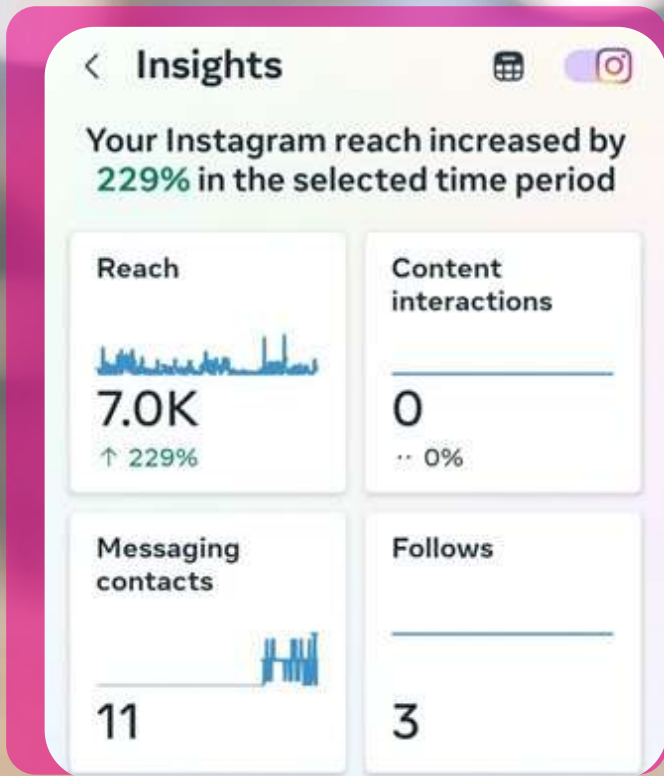 Insights
Your Instagram reach increased by
229% in the selected time period
Reach
7.0K
↑ 229%
Content
interactions
0
·· 0%
Messaging
contacts
11
Follows
3